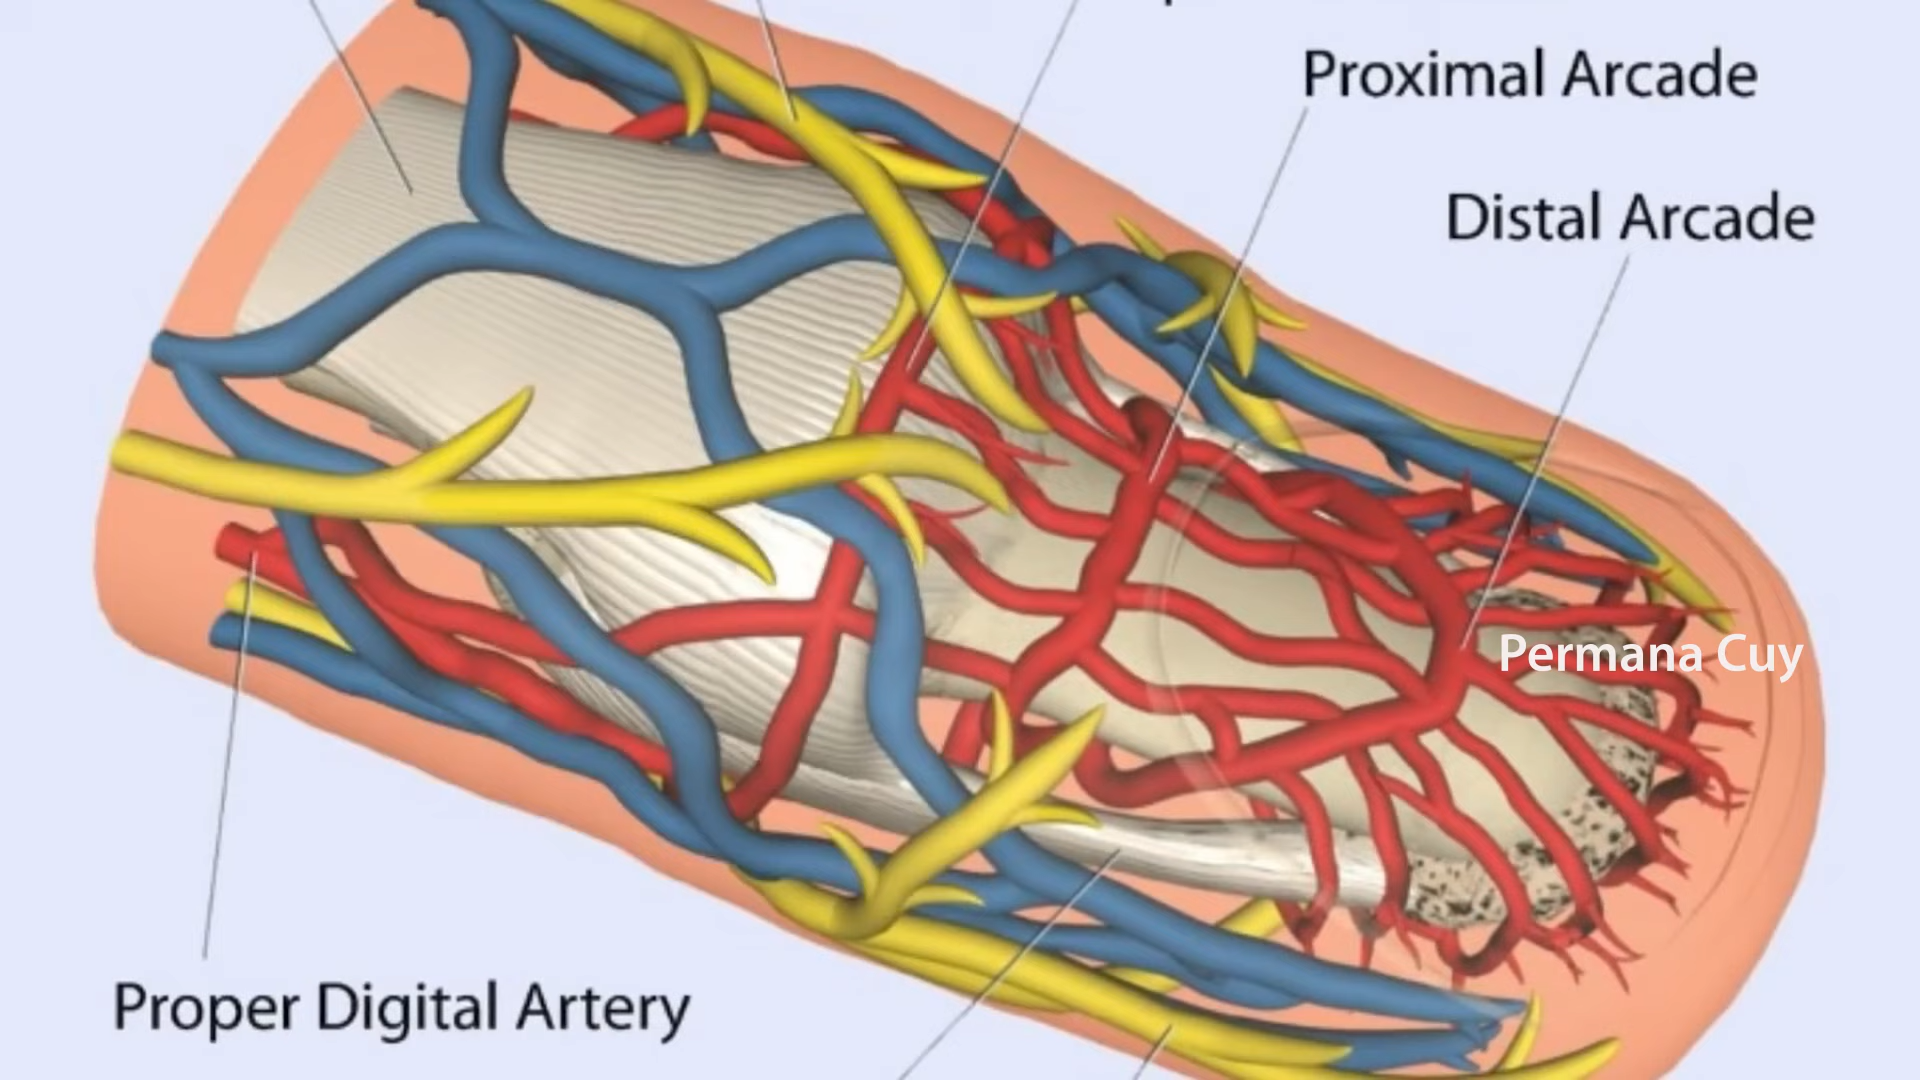 Proximal Arcade
Distal Arcade
Permana Cuy
Proper Digital Artery